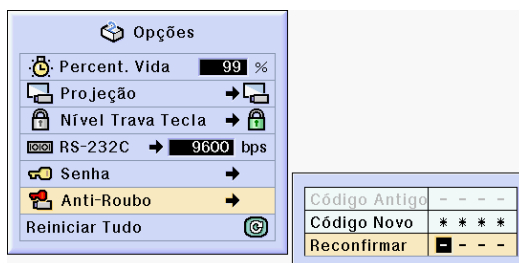 Opções
Percent. Vida 99 %
Projeção
Nível Trava Tecla
RS-232C 9600 bps
Senha
Anti-Roubo
Reiniciar Tudo
Código Antigo - - - -
Código Novo * * * *
Reconfirmar - - - -